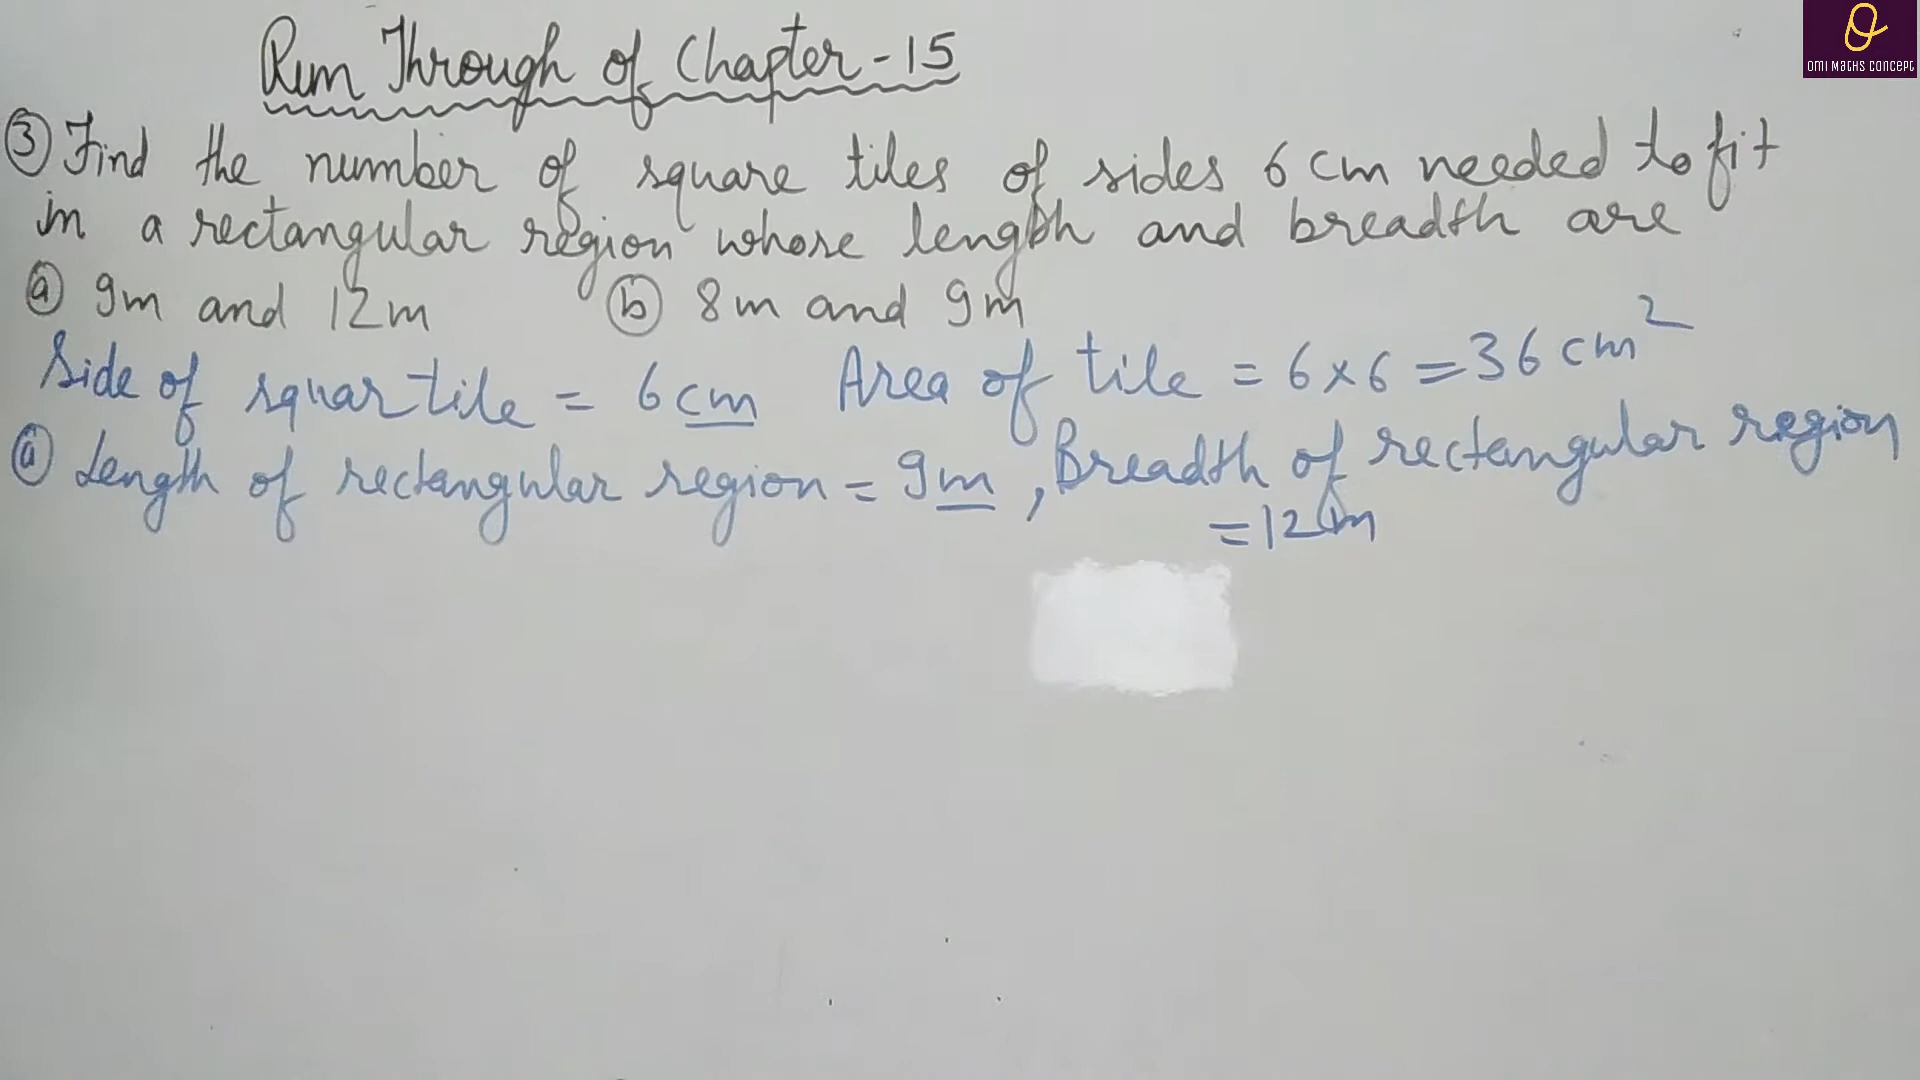 Run Through of Chapter-15
③ Find the number of square tiles of sides 6 cm needed to fit
in a rectangular region whose length and breadth are
ⓐ 9m and 12m ⓑ 8m and 9m
Side of squar tile = 6cm Area of tile = 6×6 = 36 cm²
ⓐ Length of rectangular region = 9m, Breadth of rectangular region
= 12m
OMI MATHS CONCEPT